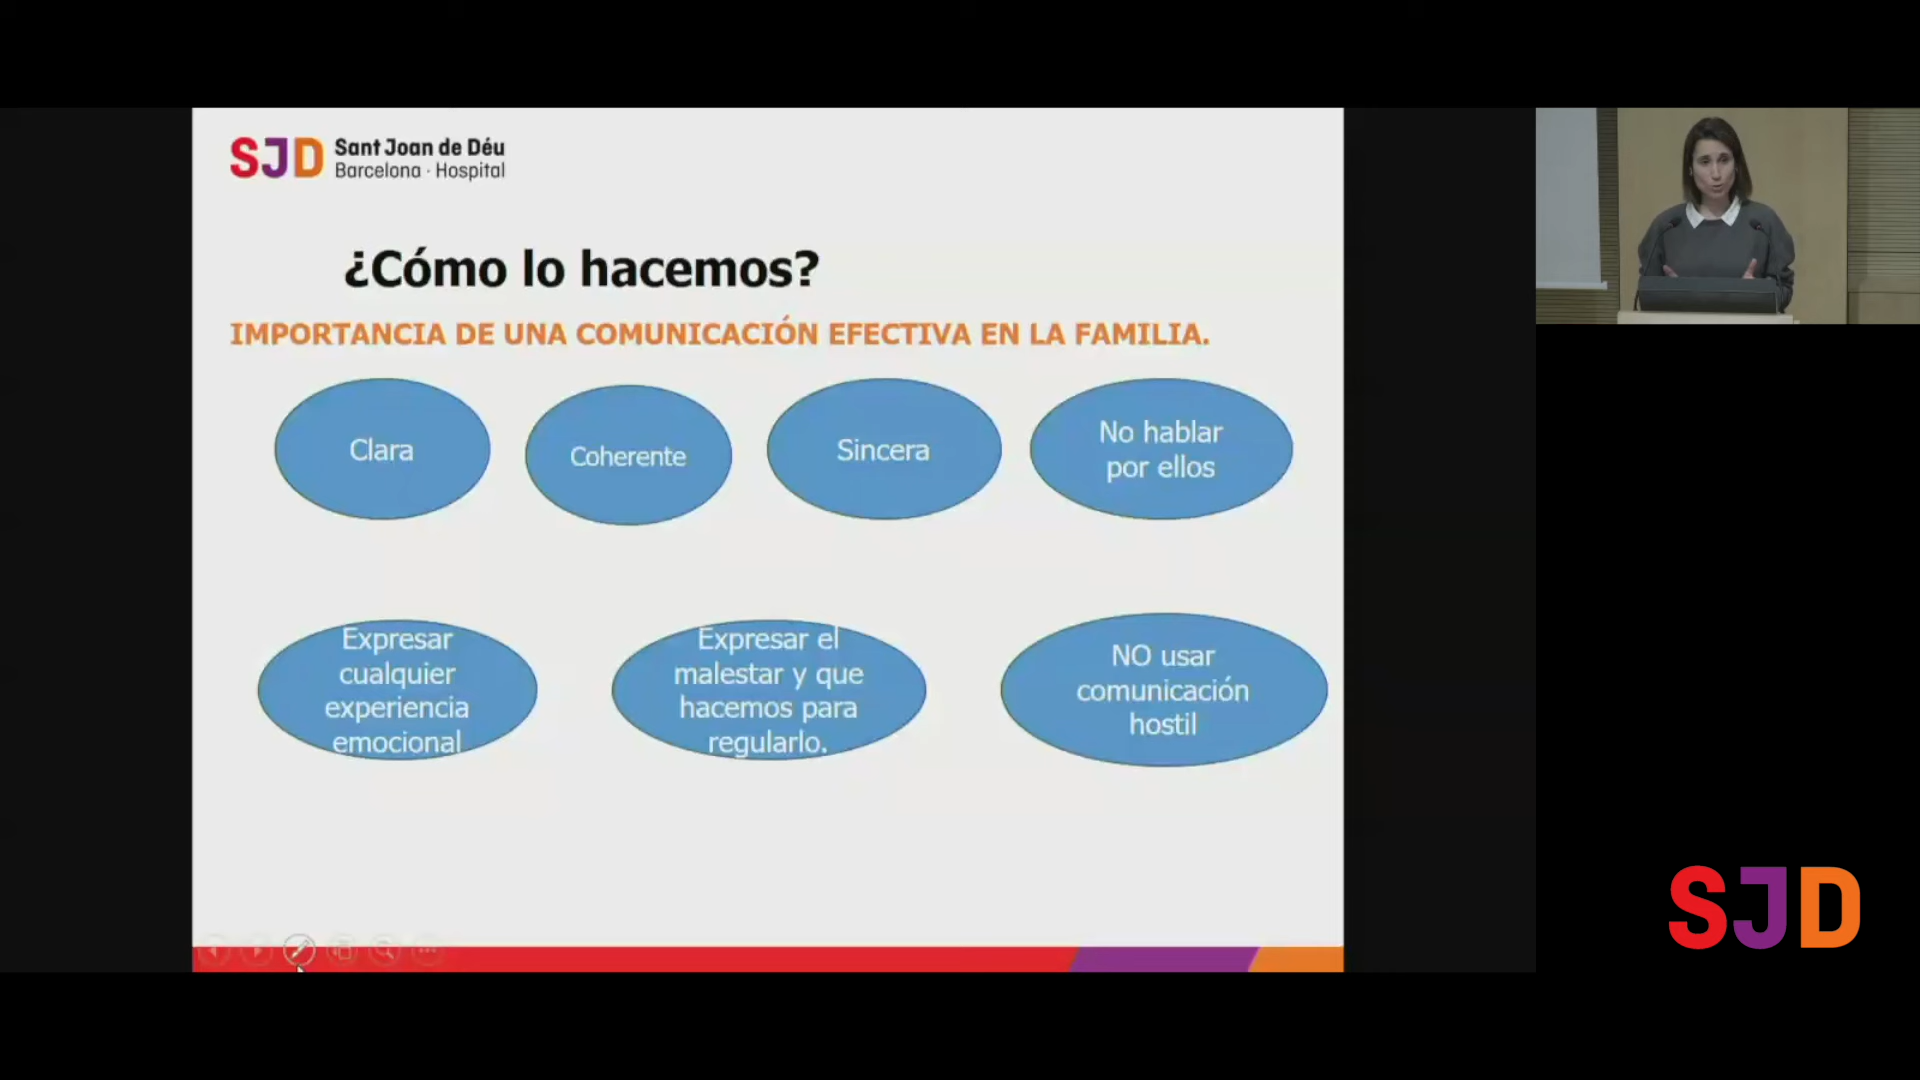 SJD Sant Joan de Déu
Barcelona · Hospital
¿Cómo lo hacemos?
IMPORTANCIA DE UNA COMUNICACIÓN EFECTIVA EN LA FAMILIA.
Clara
Coherente
Sincera
No hablar
por ellos
Expresar
cualquier
experiencia
emocional
Expresar el
malestar y que
hacemos para
regularlo.
NO usar
comunicación
hostil
SJD